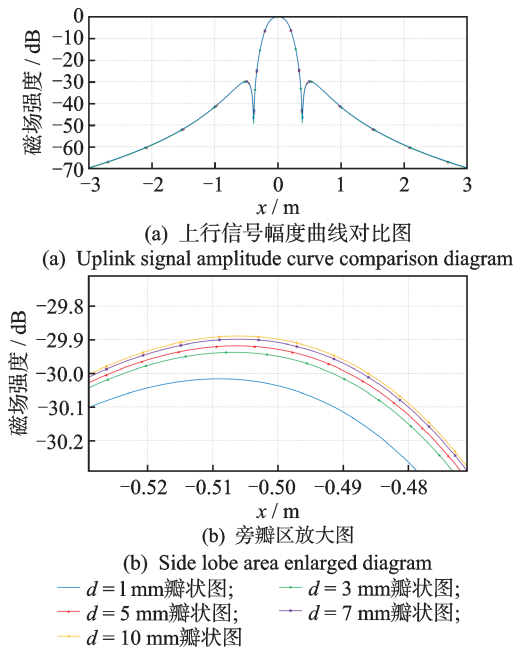 0
−10
−20
−30
−40
−50
−60
−70
磁场强度 / dB
−3 −2 −1 0 1 2 3
x / m
(a) 上行信号幅度曲线对比图
(a) Uplink signal amplitude curve comparison diagram
−29.8
−29.9
−30.0
−30.1
−30.2
磁场强度 / dB
−0.52 −0.51 −0.50 −0.49 −0.48
x / m
(b) 旁瓣区放大图
(b) Side lobe area enlarged diagram
d = 1 mm瓣状图; d = 3 mm瓣状图;
d = 5 mm瓣状图; d = 7 mm瓣状图;
d = 10 mm瓣状图